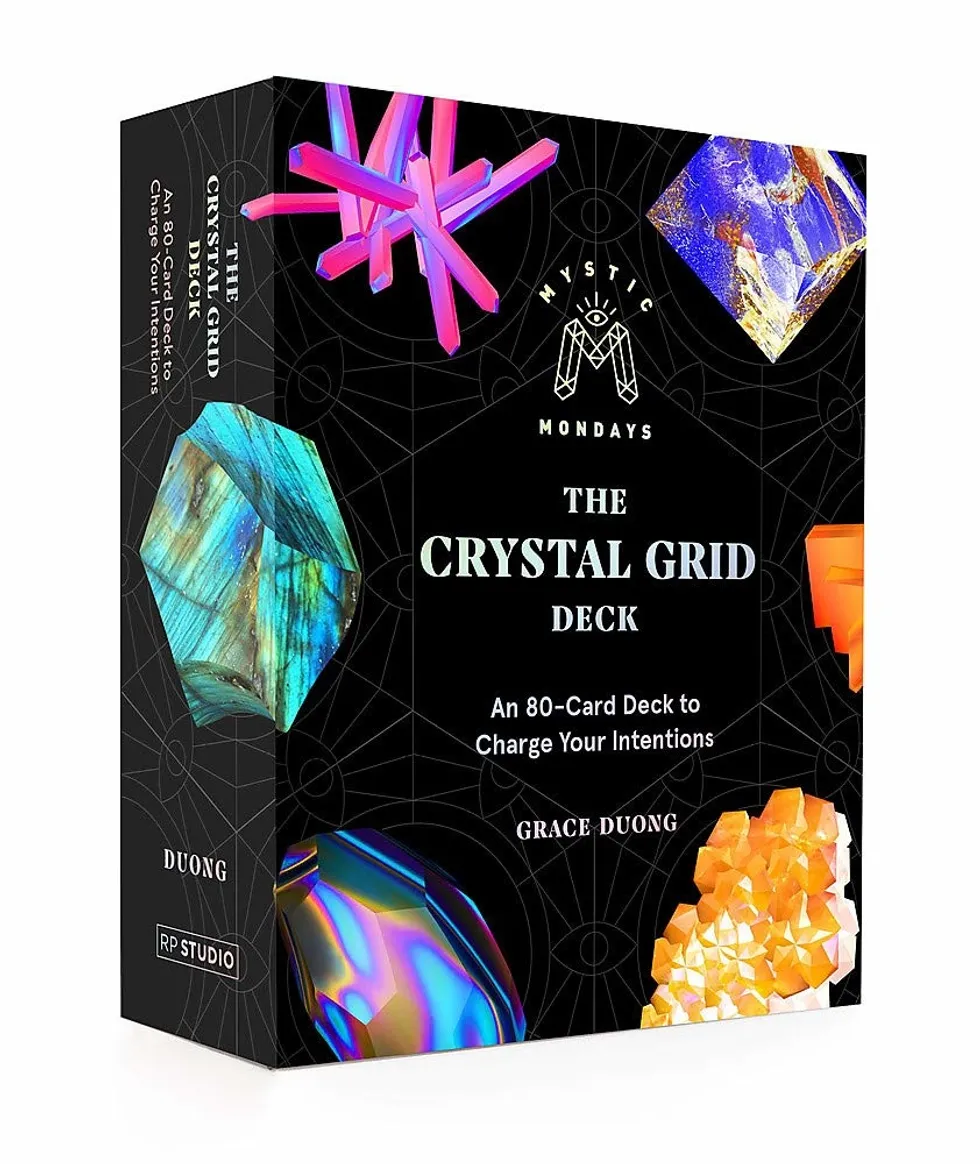 THE
CRYSTAL GRID
DECK
An 80-Card Deck to
Charge Your Intentions
DUONG
RP STUDIO
MYSTIC
M
MONDAYS
THE
CRYSTAL GRID
DECK
An 80-Card Deck to
Charge Your Intentions
GRACE DUONG